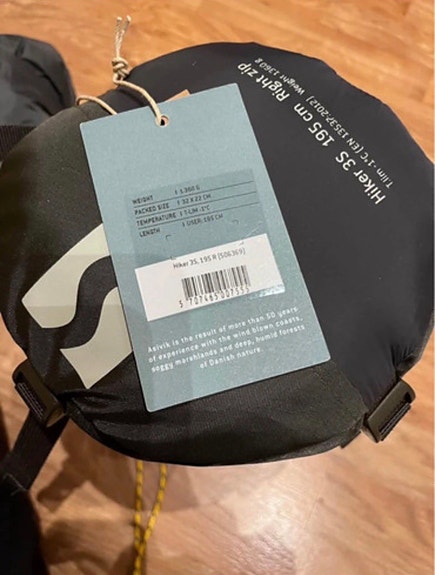 Hiker 3S 195 cm Right zip
T.lim -1°C (EN 13537:2012) Weight 1360 g
WEIGHT | 1.360 G
PACKED SIZE | 32 X 22 CM
TEMPERATURE | T-LIM -1°C
LENGTH | USER: 195 CM
Hiker 3S, 195 R [506369]
5 707485 007555
Asivik is the result of more than 50 years
of experience with the wind blown coasts,
soggy marshlands and deep, humid forests
of Danish nature.